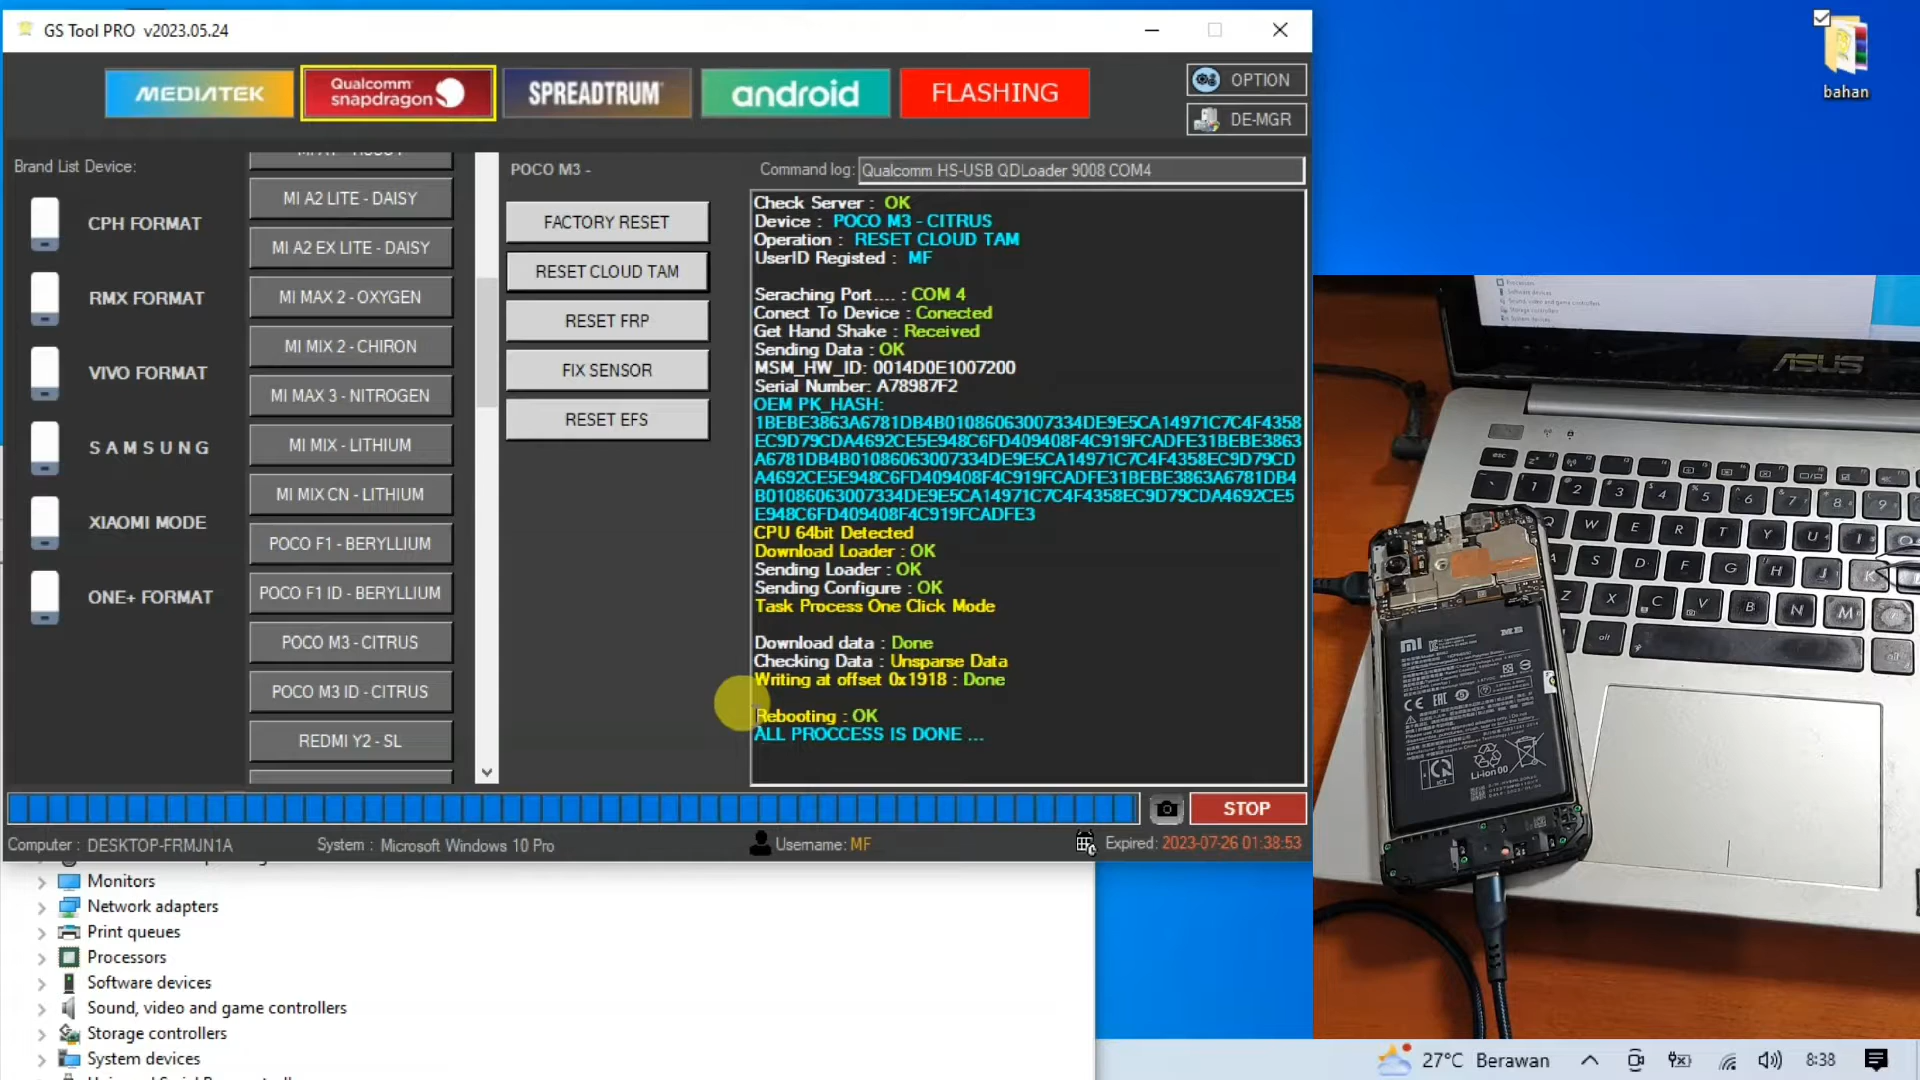 GS Tool PRO v2023.05.24
MEDIATEK
Qualcomm
snapdragon
SPREADTRUM
android
FLASHING
OPTION
DE-MGR
bahan
Brand List Device:
CPH FORMAT
RMX FORMAT
VIVO FORMAT
S A M S U N G
XIAOMI MODE
ONE+ FORMAT
MI A2 LITE - DAISY
MI A2 EX LITE - DAISY
MI MAX 2 - OXYGEN
MI MIX 2 - CHIRON
MI MAX 3 - NITROGEN
MI MIX - LITHIUM
MI MIX CN - LITHIUM
POCO F1 - BERYLLIUM
POCO F1 ID - BERYLLIUM
POCO M3 - CITRUS
POCO M3 ID - CITRUS
REDMI Y2 - SL
POCO M3 -
FACTORY RESET
RESET CLOUD TAM
RESET FRP
FIX SENSOR
RESET EFS
Command log: Qualcomm HS-USB QDLoader 9008 COM4
Check Server : OK
Device : POCO M3 - CITRUS
Operation : RESET CLOUD TAM
UserID Registed : MF
Seraching Port.... : COM 4
Conect To Device : Conected
Get Hand Shake : Received
Sending Data : OK
MSM_HW_ID: 0014D0E1007200
Serial Number: A78987F2
OEM PK_HASH:
1BEBE3863A6781DB4B01086063007334DE9E5CA14971C7C4F4358
EC9D79CDA4692CE5E948C6FD409408F4C919FCADFE31BEBE3863
A6781DB4B01086063007334DE9E5CA14971C7C4F4358EC9D79CD
A4692CE5E948C6FD409408F4C919FCADFE31BEBE3863A6781DB4
B01086063007334DE9E5CA14971C7C4F4358EC9D79CDA4692CE5
E948C6FD409408F4C919FCADFE3
CPU 64bit Detected
Download Loader : OK
Sending Loader : OK
Sending Configure : OK
Task Process One Click Mode
Download data : Done
Checking Data : Unsparse Data
Writing at offset 0x1918 : Done
Rebooting : OK
ALL PROCCESS IS DONE ...
STOP
Computer : DESKTOP-FRMJN1A
System : Microsoft Windows 10 Pro
Username: MF
Expired: 2023-07-26 01:38:53
Monitors
Network adapters
Print queues
Processors
Software devices
Sound, video and game controllers
Storage controllers
System devices
ASUS
Li-ion 00
27°C Berawan
8:38